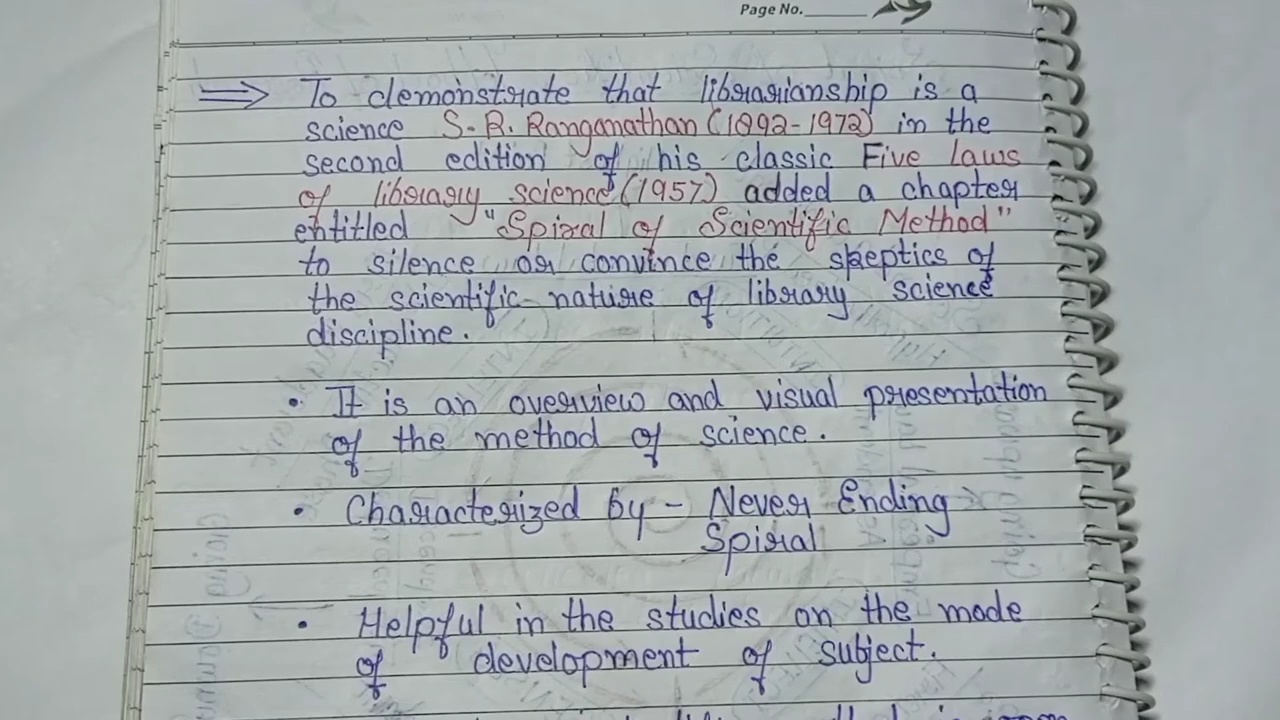 Page No.
⇒ To demonstrate that librarianship is a
science S. R. Ranganathan (1892-1972) in the
second edition of his classic Five Laws
of library science (1957) added a chapter
entitled "Spiral of Scientific Method"
to silence or convince the skeptics of
the scientific nature of library science
discipline.
• It is an overview and visual presentation
of the method of science.
• Characterized by - Never Ending
Spiral
• Helpful in the studies on the mode
of development of subject.